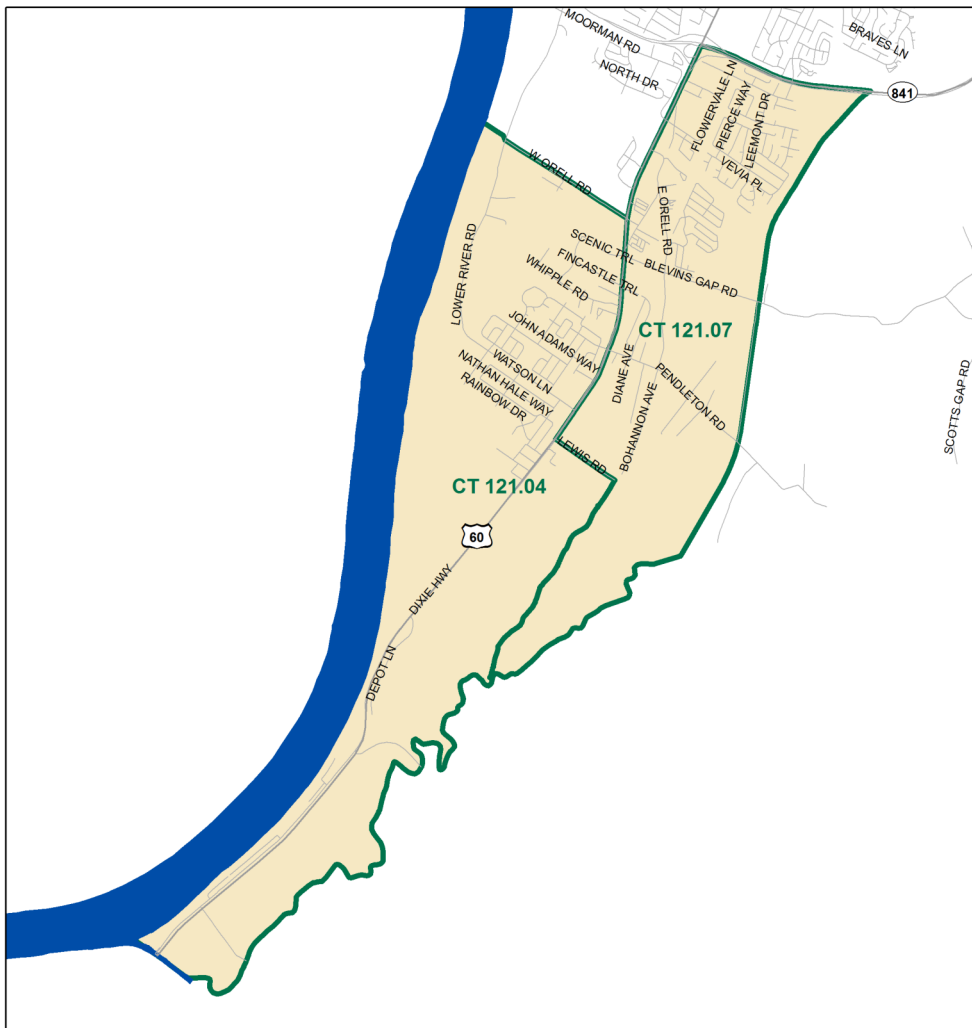 MOORMAN RD
BRAVES LN
NORTH DR
841
FLOWERVALE LN
PIERCE WAY
LEEMONT DR
VEVIA PL
W ORELL RD
E ORELL RD
LOWER RIVER RD
SCENIC TRL
BLEVINS GAP RD
FINCASTLE TRL
WHIPPLE RD
JOHN ADAMS WAY
CT 121.07
WATSON LN
NATHAN HALE WAY
RAINBOW DR
DIANE AVE
PENDLETON RD
BOHANNON AVE
SCOTTS GAP RD
LEWIS RD
CT 121.04
60
DIXIE HWY
DEPOT LN